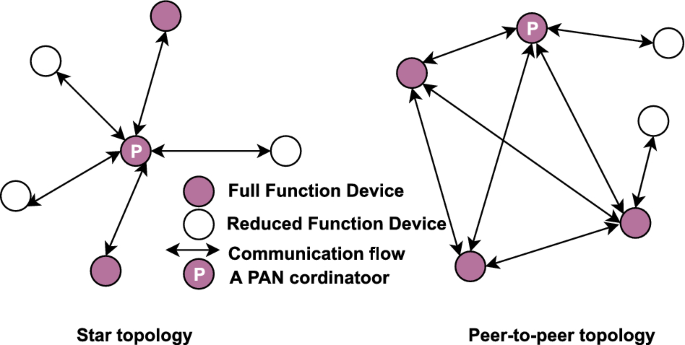 P
P
Full Function Device
Reduced Function Device
Communication flow
P
A PAN cordinatoor
Star topology
Peer-to-peer topology